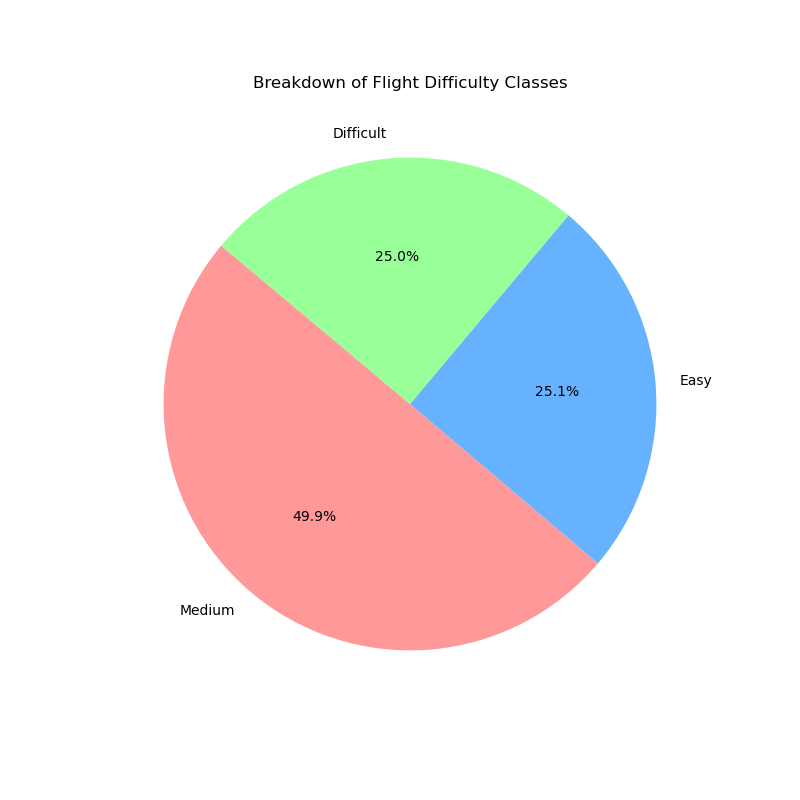 Breakdown of Flight Difficulty Classes
Difficult
25.0%
Easy
25.1%
49.9%
Medium